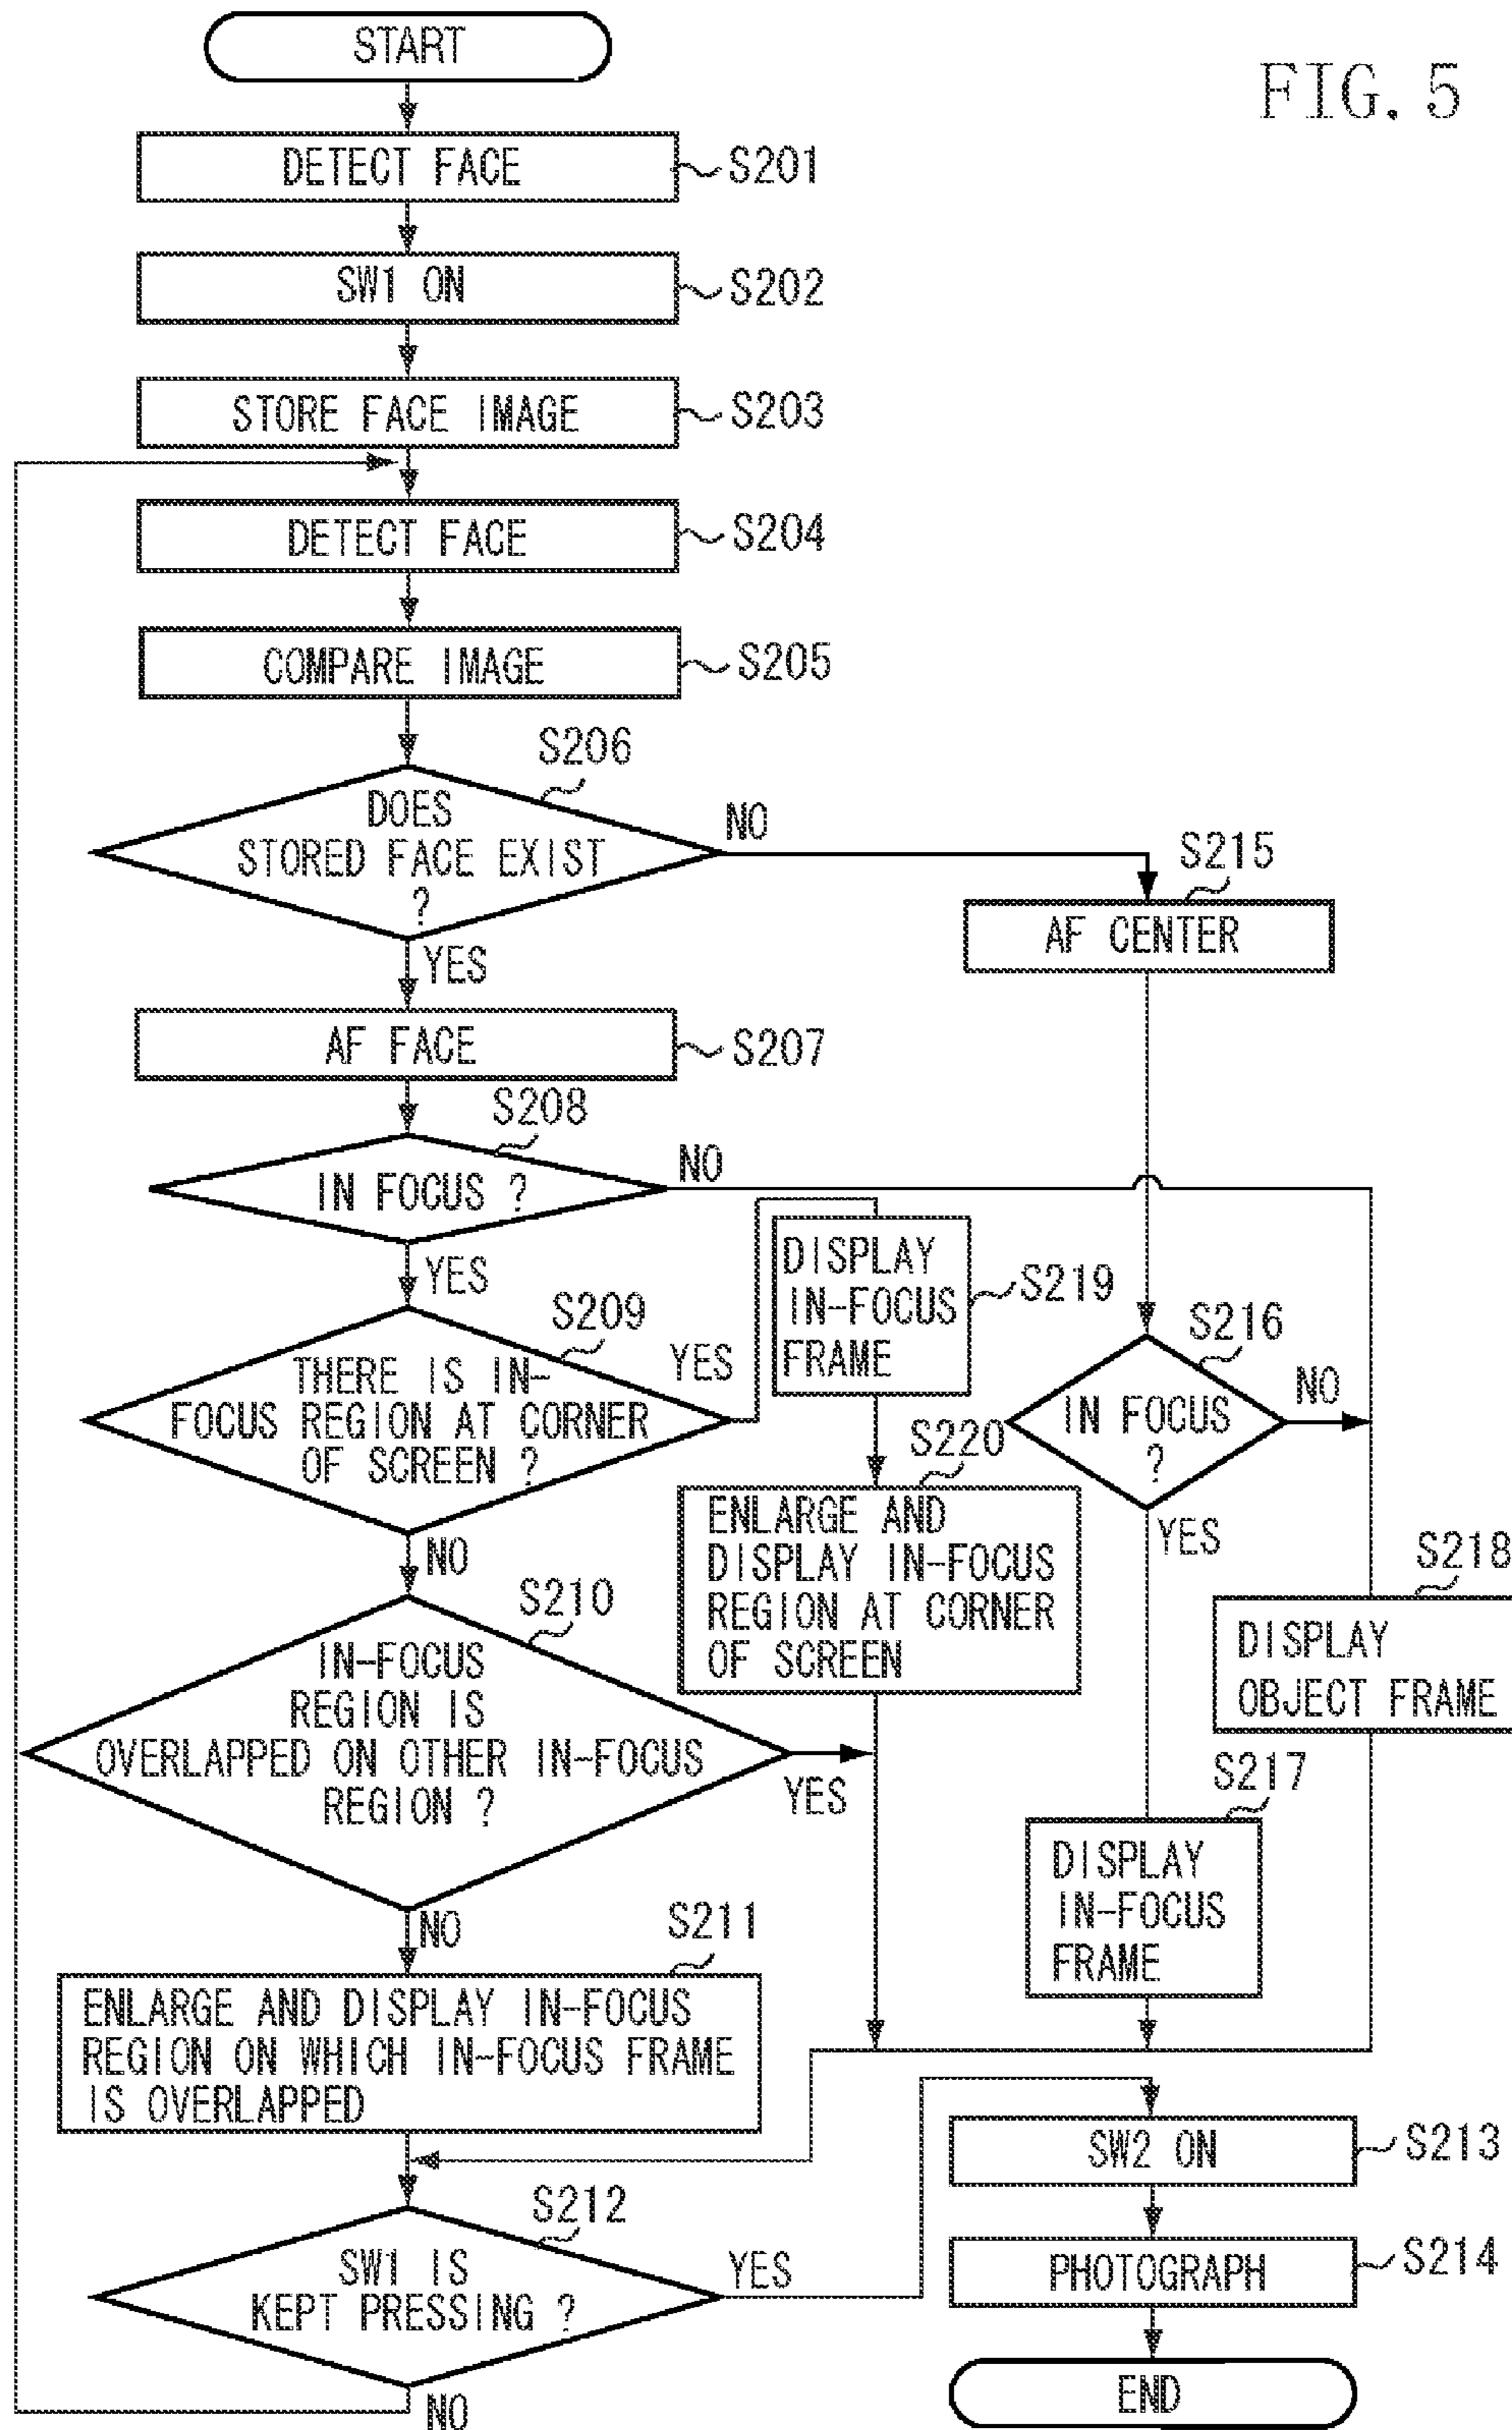 FIG. 5
START
DETECT FACE
S201
SW1 ON
S202
STORE FACE IMAGE
S203
DETECT FACE
S204
COMPARE IMAGE
S205
S206
DOES
STORED FACE EXIST
?
NO
YES
S215
AF CENTER
AF FACE
S207
S208
IN FOCUS ?
NO
YES
DISPLAY
IN-FOCUS
FRAME
S219
S209
THERE IS IN-
FOCUS REGION AT CORNER
OF SCREEN ?
YES
NO
S216
IN FOCUS
?
NO
YES
S220
ENLARGE AND
DISPLAY IN-FOCUS
REGION AT CORNER
OF SCREEN
S218
DISPLAY
OBJECT FRAME
S210
IN-FOCUS
REGION IS
OVERLAPPED ON OTHER IN-FOCUS
REGION ?
YES
NO
S217
DISPLAY
IN-FOCUS
FRAME
S211
ENLARGE AND DISPLAY IN-FOCUS
REGION ON WHICH IN-FOCUS FRAME
IS OVERLAPPED
S212
SW1 IS
KEPT PRESSING ?
YES
NO
SW2 ON
S213
PHOTOGRAPH
S214
END